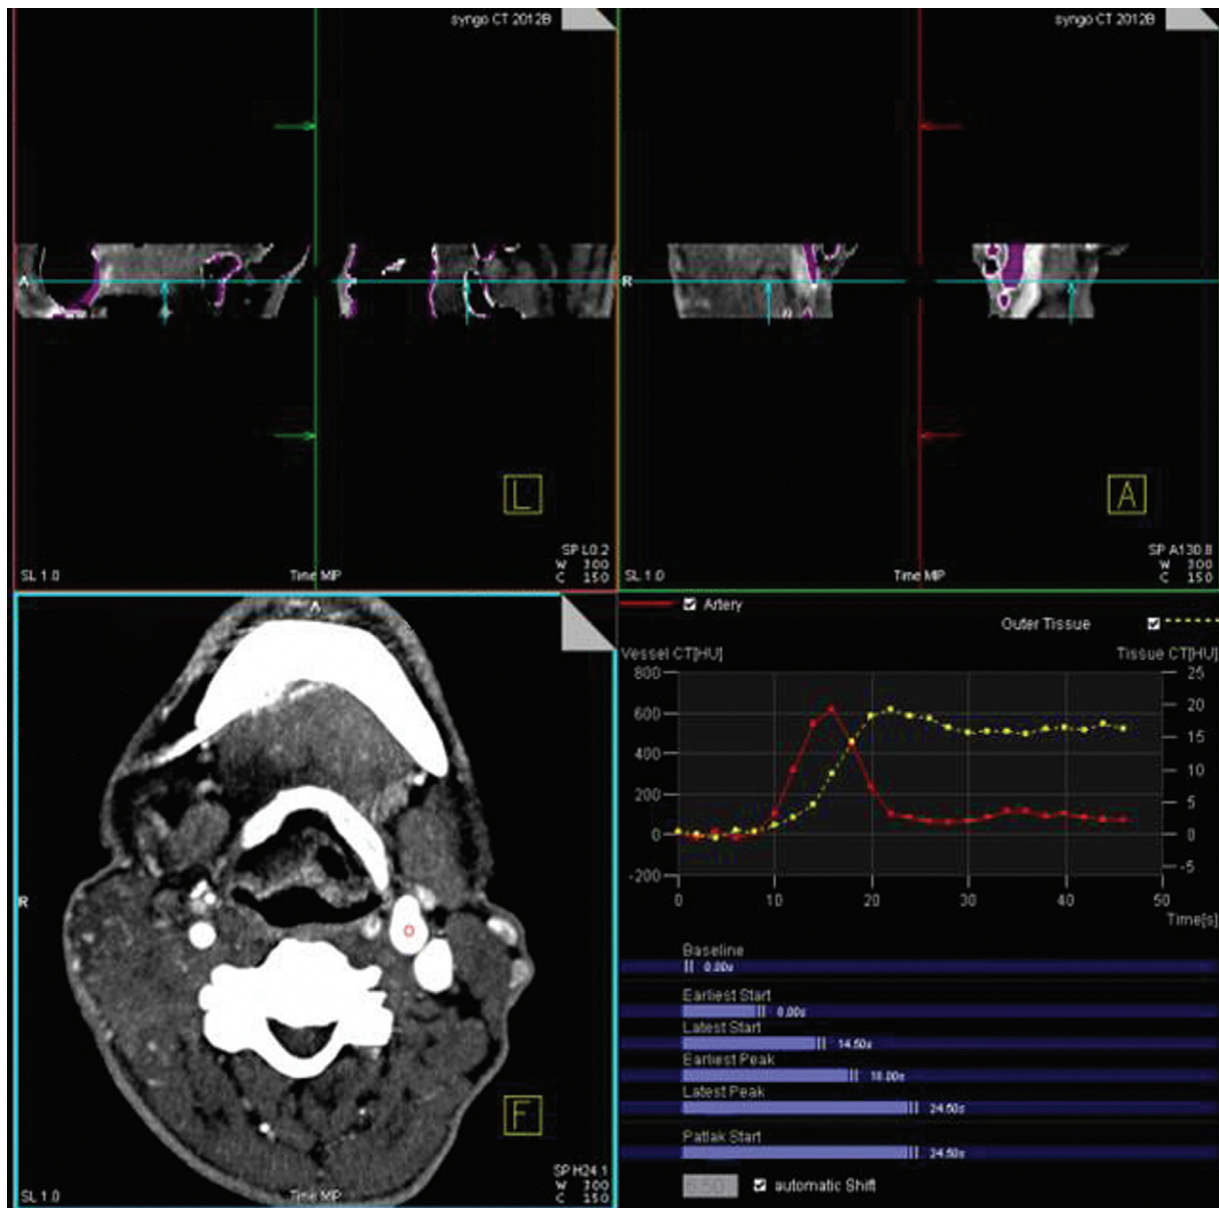 syngo CT 2012B
syngo CT 2012B
A
R
L
A
SP L0.2
W 300
C 150
SL 1.0
Time MIP
SP A130.8
W 300
C 150
SL 1.0
Time MIP
A
R
F
SP H24.1
W 300
C 150
SL 1.0
Time MIP
Artery
Outer Tissue
Vessel CT[HU]
Tissue CT[HU]
800
600
400
200
0
-200
25
20
15
10
5
0
-5
0 10 20 30 40 50
Time[s]
Baseline
0.00s
Earliest Start
8.00s
Latest Start
14.50s
Earliest Peak
18.00s
Latest Peak
24.50s
Patlak Start
24.50s
6.50
automatic Shift